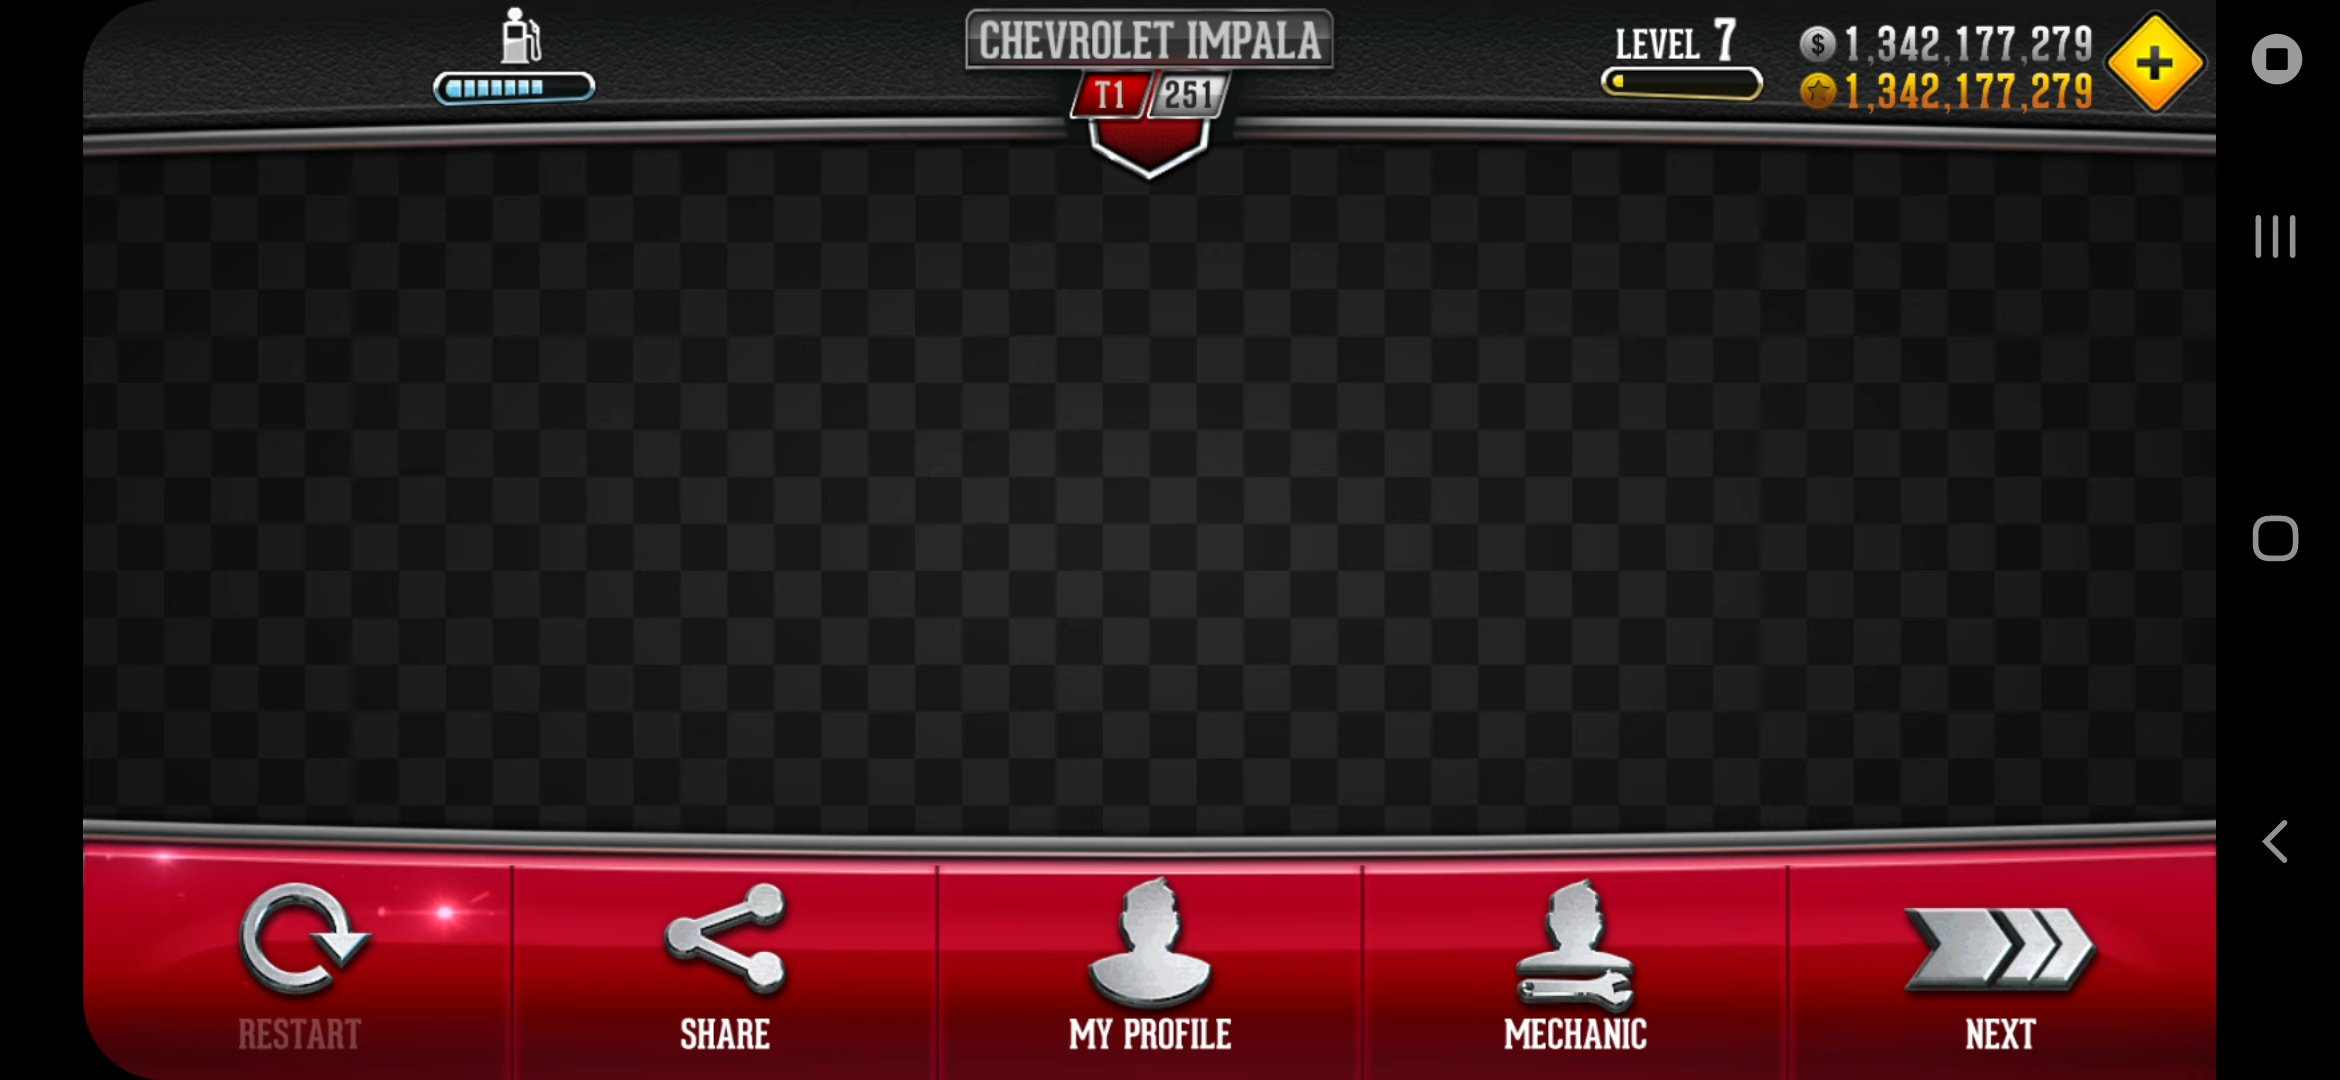 CHEVROLET IMPALA
T1 251
LEVEL 7
$ 1,342,177,279
1,342,177,279
RESTART
SHARE
MY PROFILE
MECHANIC
NEXT